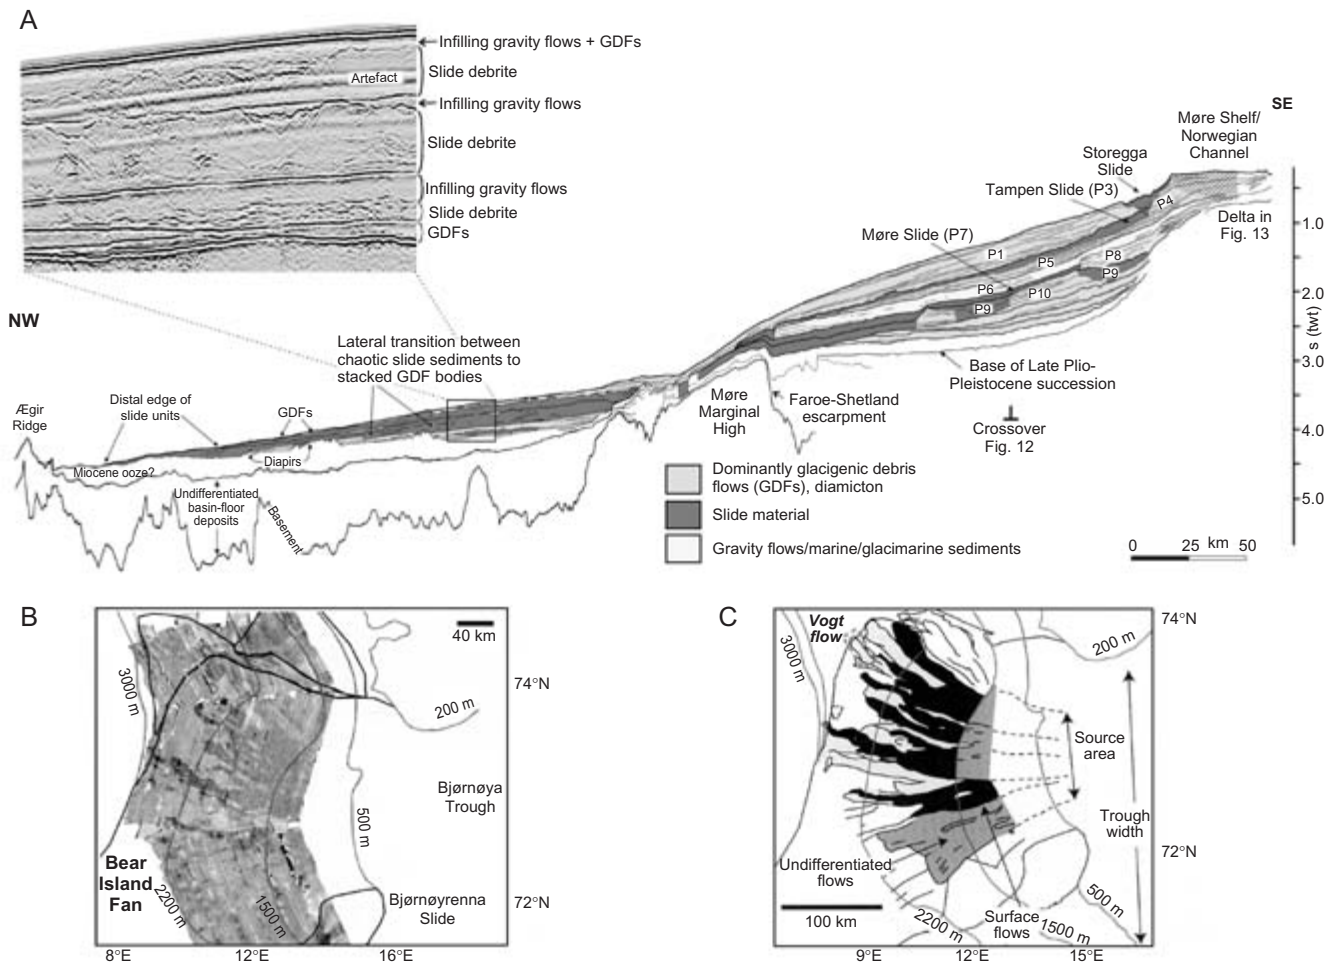 A
Infilling gravity flows + GDFs
Slide debrite
Artefact
Infilling gravity flows
Slide debrite
Infilling gravity flows
Slide debrite
GDFs
SE
Møre Shelf/
Norwegian
Channel
Storegga
Slide
Tampen Slide (P3)
P4
Delta in
Fig. 13
Møre Slide (P7)
P1
P5
P8
P9
P6
P10
P9
1.0
2.0
3.0
4.0
5.0
s (twt)
NW
Lateral transition between
chaotic slide sediments to
stacked GDF bodies
Base of Late Plio-
Pleistocene succession
Møre
Marginal
High
Faroe-Shetland
escarpment
Crossover
Fig. 12
Ægir
Ridge
Distal edge of
slide units
GDFs
Diapirs
Miocene ooze?
Undifferentiated
basin-floor
deposits
Basement
Dominantly glacigenic debris
flows (GDFs), diamicton
Slide material
Gravity flows/marine/glacimarine sediments
0 25 km 50
B
40 km
3000 m
74°N
200 m
Bjørnøya
Trough
500 m
Bear
Island
Fan
2200 m
1500 m
Bjørnøyrenna
Slide
72°N
8°E 12°E 16°E
C
Vogt
flow
3000 m
74°N
200 m
Source
area
Trough
width
Undifferentiated
flows
72°N
100 km
Surface
flows
2200 m
1500 m
500 m
9°E 12°E 15°E